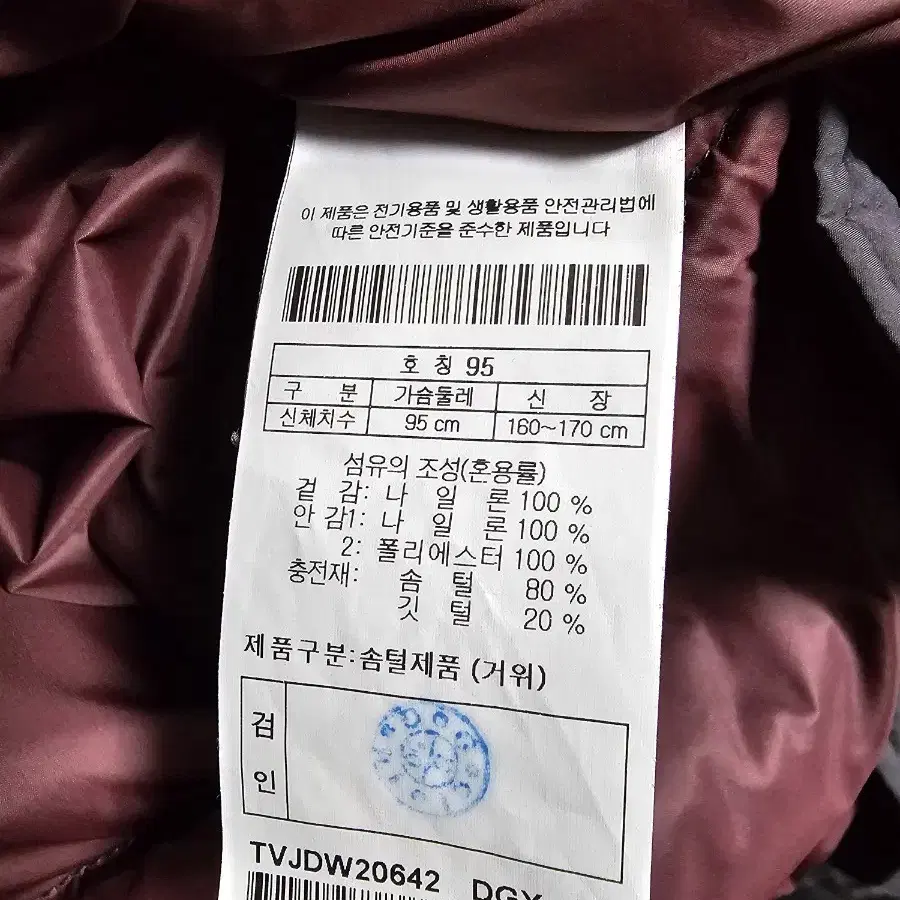 이 제품은 전기용품 및 생활용품 안전관리법에
따른 안전기준을 준수한 제품입니다
호 칭 95
구 분 가슴둘레 신 장
신체치수 95 cm 160~170 cm
섬유의 조성(혼용률)
겉 감: 나 일 론 100 %
안 감1: 나 일 론 100 %
2: 폴리에스터 100 %
충전재: 솜 털 80 %
깃 털 20 %
제품구분:솜털제품 (거위)
검
인
TVJDW20642